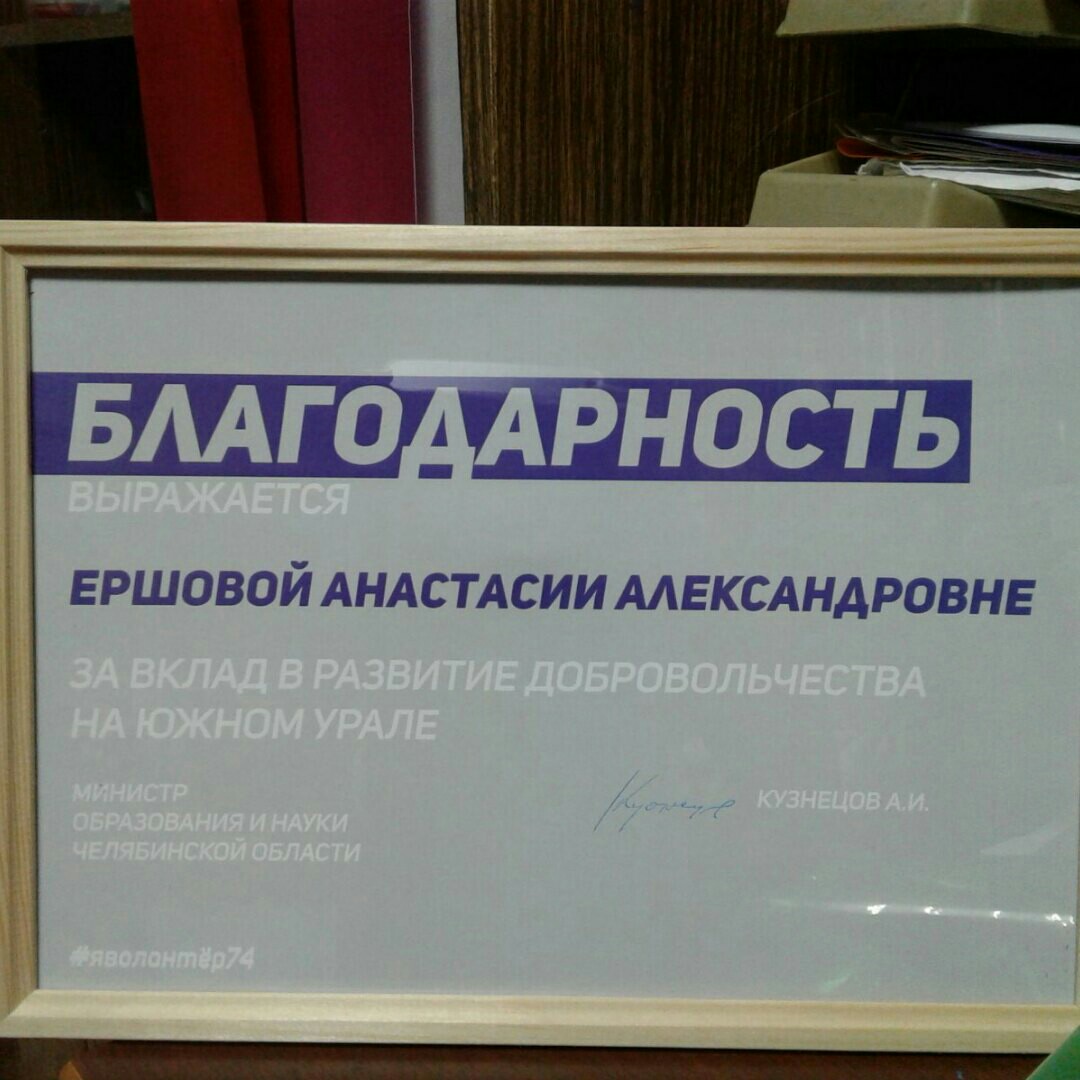 БЛАГОДАРНОСТЬ
ВЫРАЖАЕТСЯ
ЕРШОВОЙ АНАСТАСИИ АЛЕКСАНДРОВНЕ
ЗА ВКЛАД В РАЗВИТИЕ ДОБРОВОЛЬЧЕСТВА
НА ЮЖНОМ УРАЛЕ
МИНИСТР
ОБРАЗОВАНИЯ И НАУКИ
ЧЕЛЯБИНСКОЙ ОБЛАСТИ
КУЗНЕЦОВ А.И.
#яволонтёр74